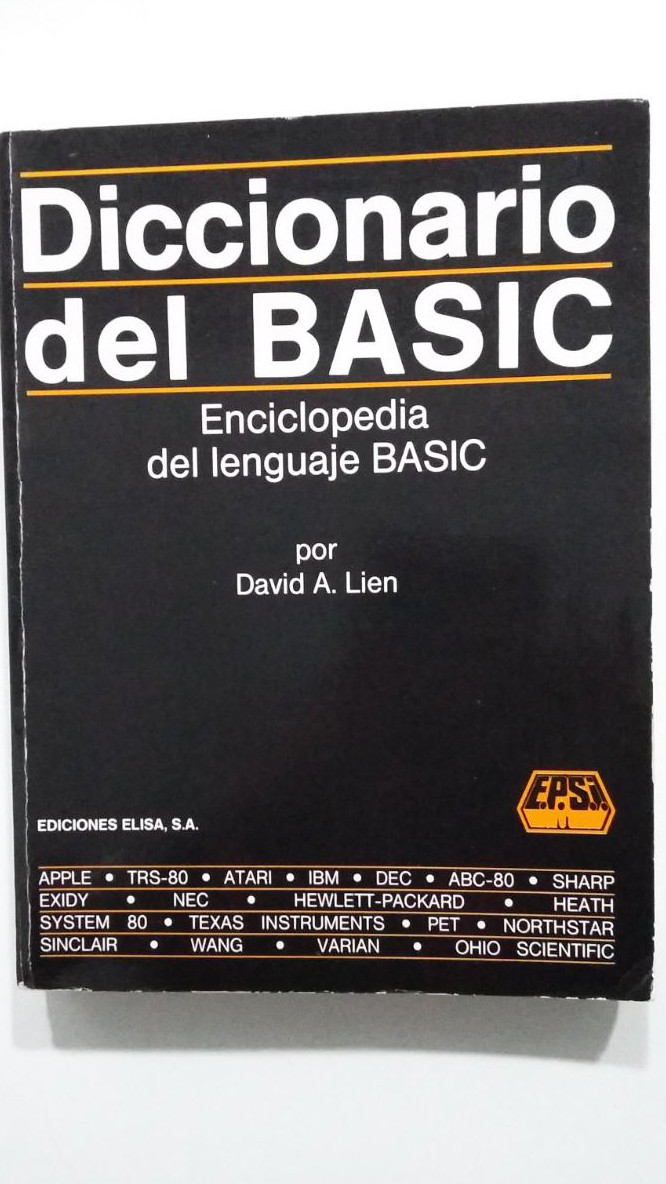 Diccionario
del BASIC
Enciclopedia
del lenguaje BASIC
por
David A. Lien
E.P.S.I.
EDICIONES ELISA, S.A.
APPLE • TRS-80 • ATARI • IBM • DEC • ABC-80 • SHARP
EXIDY • NEC • HEWLETT-PACKARD • HEATH
SYSTEM 80 • TEXAS INSTRUMENTS • PET • NORTHSTAR
SINCLAIR • WANG • VARIAN • OHIO SCIENTIFIC